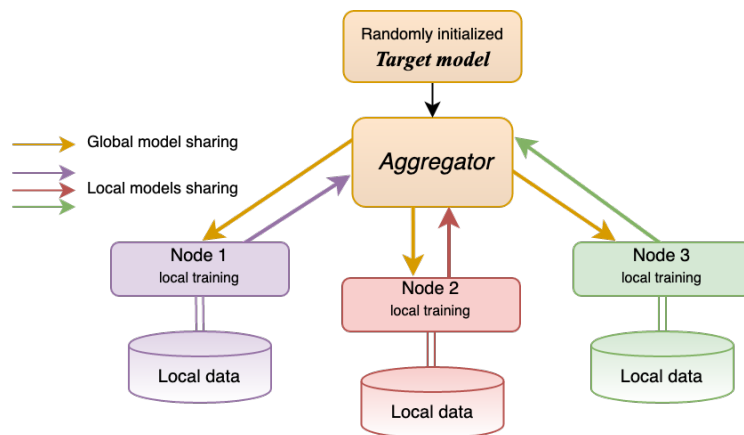 Randomly initialized
Target model
Aggregator
Global model sharing
Local models sharing
Node 1
local training
Node 2
local training
Node 3
local training
Local data
Local data
Local data